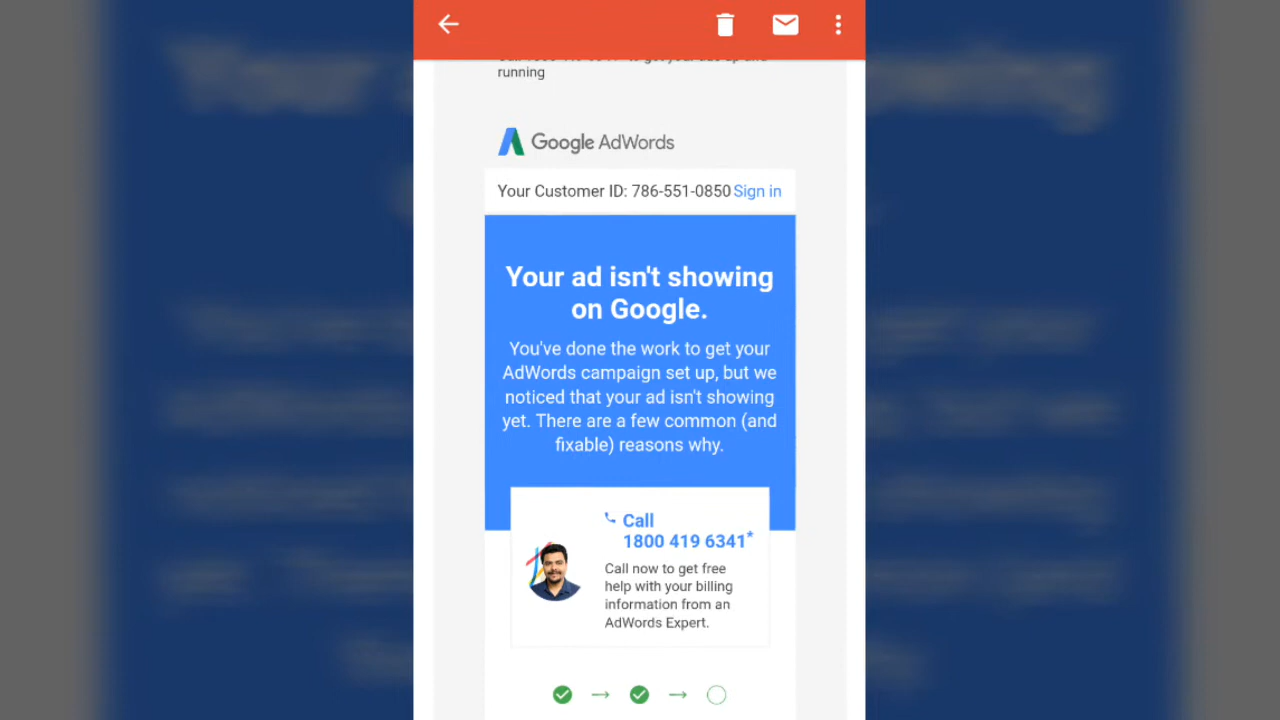 running
Google AdWords
Your Customer ID: 786-551-0850 Sign in
Your ad isn't showing
on Google.
You've done the work to get your
AdWords campaign set up, but we
noticed that your ad isn't showing
yet. There are a few common (and
fixable) reasons why.
Call
1800 419 6341*
Call now to get free
help with your billing
information from an
AdWords Expert.